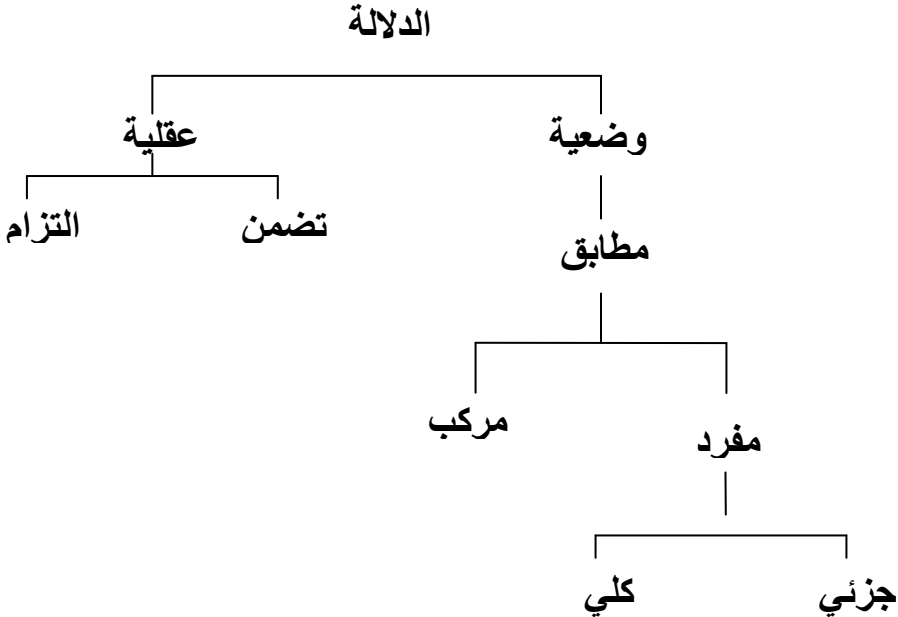 الدلالة
وضعية
عقلية
مطابق
تضمن
التزام
مفرد
مركب
جزئي
كلي